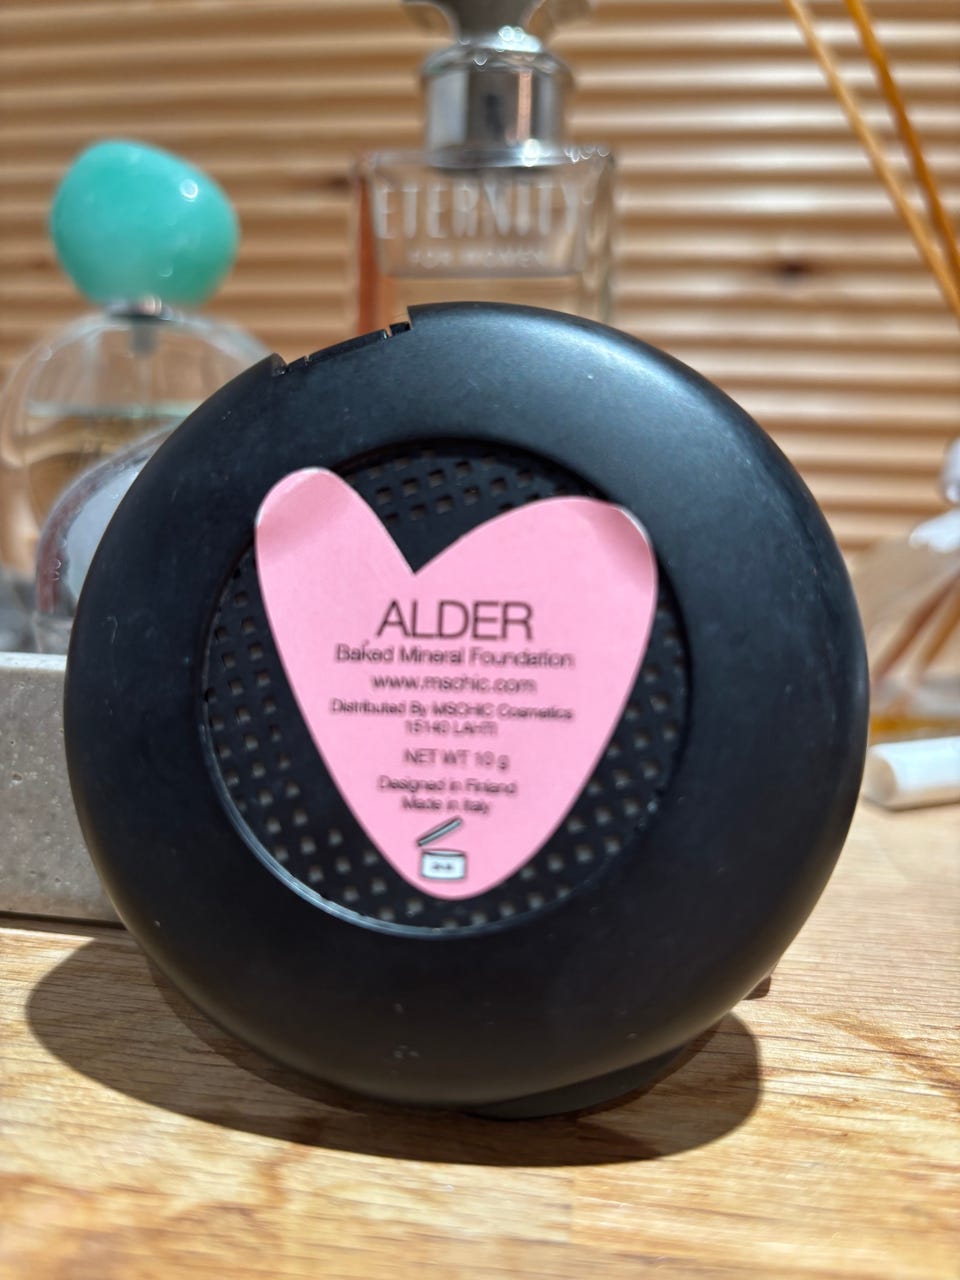 ETERNITY
FOR WOMEN
ALDER
Baked Mineral Foundation
www.mschic.com
Distributed By MSCHIC Cosmetics
15140 LAHTI
NET WT 10 g
Designed in Finland
Made in Italy